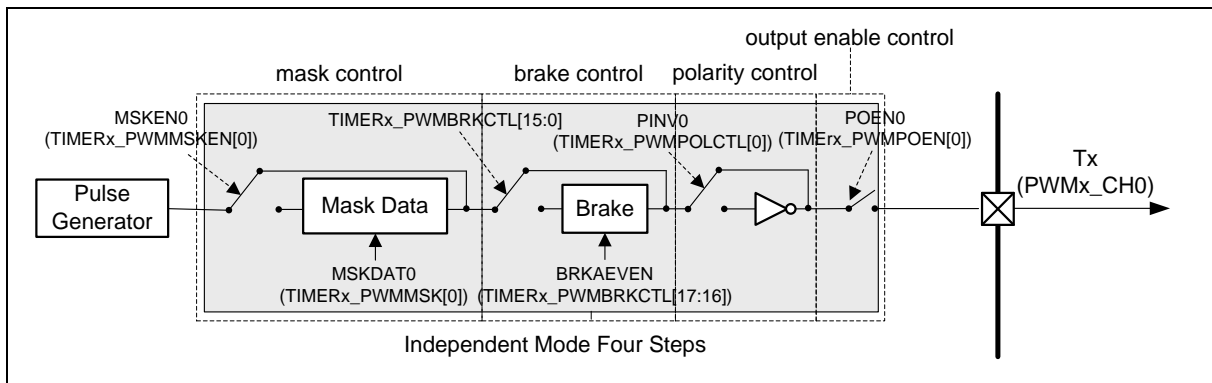 output enable control
mask control
brake control
polarity control
MSKEN0
(TIMERx_PWMMSKEN[0])
TIMERx_PWMBRKCTL[15:0]
PINV0
(TIMERx_PWMPOLCTL[0])
POEN0
(TIMErx_PWMPOEN[0])
Tx
(PWMx_CH0)
Pulse
Generator
Mask Data
Brake
MSKDAT0
(TIMERx_PWMMSK[0])
BRKAEVEN
(TIMERx_PWMBRKCTL[17:16])
Independent Mode Four Steps